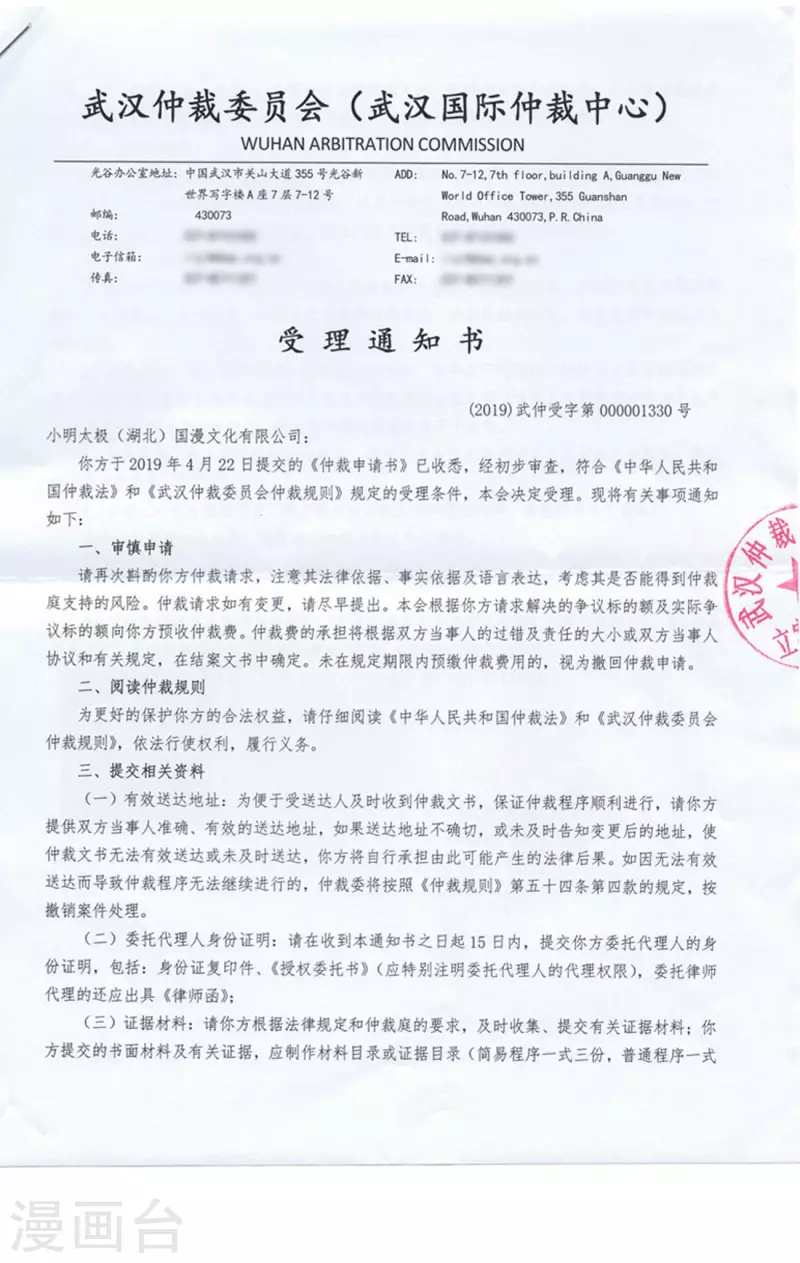 武汉仲裁委员会（武汉国际仲裁中心）
WUHAN ARBITRATION COMMISSION
光谷办公室地址: 中国武汉市关山大道 355 号光谷新
世界写字楼 A 座 7 层 7-12 号
邮编: 430073
电话:
电子信箱:
传真:
ADD: No. 7-12, 7th floor, building A, Guanggu New
World Office Tower, 355 Guanshan
Road, Wuhan 430073, P. R. China
TEL:
E-mail:
FAX:
受理通知书
(2019)武仲受字第 000001330 号
小明太极（湖北）国漫文化有限公司：
你方于 2019 年 4 月 22 日提交的《仲裁申请书》已收悉，经初步审查，符合《中华人民共和
国仲裁法》和《武汉仲裁委员会仲裁规则》规定的受理条件，本会决定受理。现将有关事项通知
如下：
一、审慎申请
请再次斟酌你方仲裁请求，注意其法律依据、事实依据及语言表达，考虑其是否能得到仲裁
庭支持的风险。仲裁请求如有变更，请尽早提出。本会根据你方请求解决的争议标的额及实际争
议标的额向你方预收仲裁费。仲裁费的承担将根据双方当事人的过错及责任的大小或双方当事人
协议和有关规定，在结案文书中确定。未在规定期限内预缴仲裁费用的，视为撤回仲裁申请。
二、阅读仲裁规则
为更好的保护你方的合法权益，请仔细阅读《中华人民共和国仲裁法》和《武汉仲裁委员会
仲裁规则》，依法行使权利，履行义务。
三、提交相关资料
（一）有效送达地址：为便于受送达人及时收到仲裁文书，保证仲裁程序顺利进行，请你方
提供双方当事人准确、有效的送达地址，如果送达地址不确切，或未及时告知变更后的地址，使
仲裁文书无法有效送达或未及时送达，你方将自行承担由此可能产生的法律后果。如因无法有效
送达而导致仲裁程序无法继续进行的，仲裁委将按照《仲裁规则》第五十四条第四款的规定，按
撤销案件处理。
（二）委托代理人身份证明：请在收到本通知书之日起 15 日内，提交你方委托代理人的身
份证明，包括：身份证复印件、《授权委托书》（应特别注明委托代理人的代理权限），委托律师
代理的还应出具《律师函》；
（三）证据材料：请你方根据法律规定和仲裁庭的要求，及时收集、提交有关证据材料；你
方提交的书面材料及有关证据，应制作材料目录或证据目录（简易程序一式三份，普通程序一式
武汉仲裁
立
漫画台